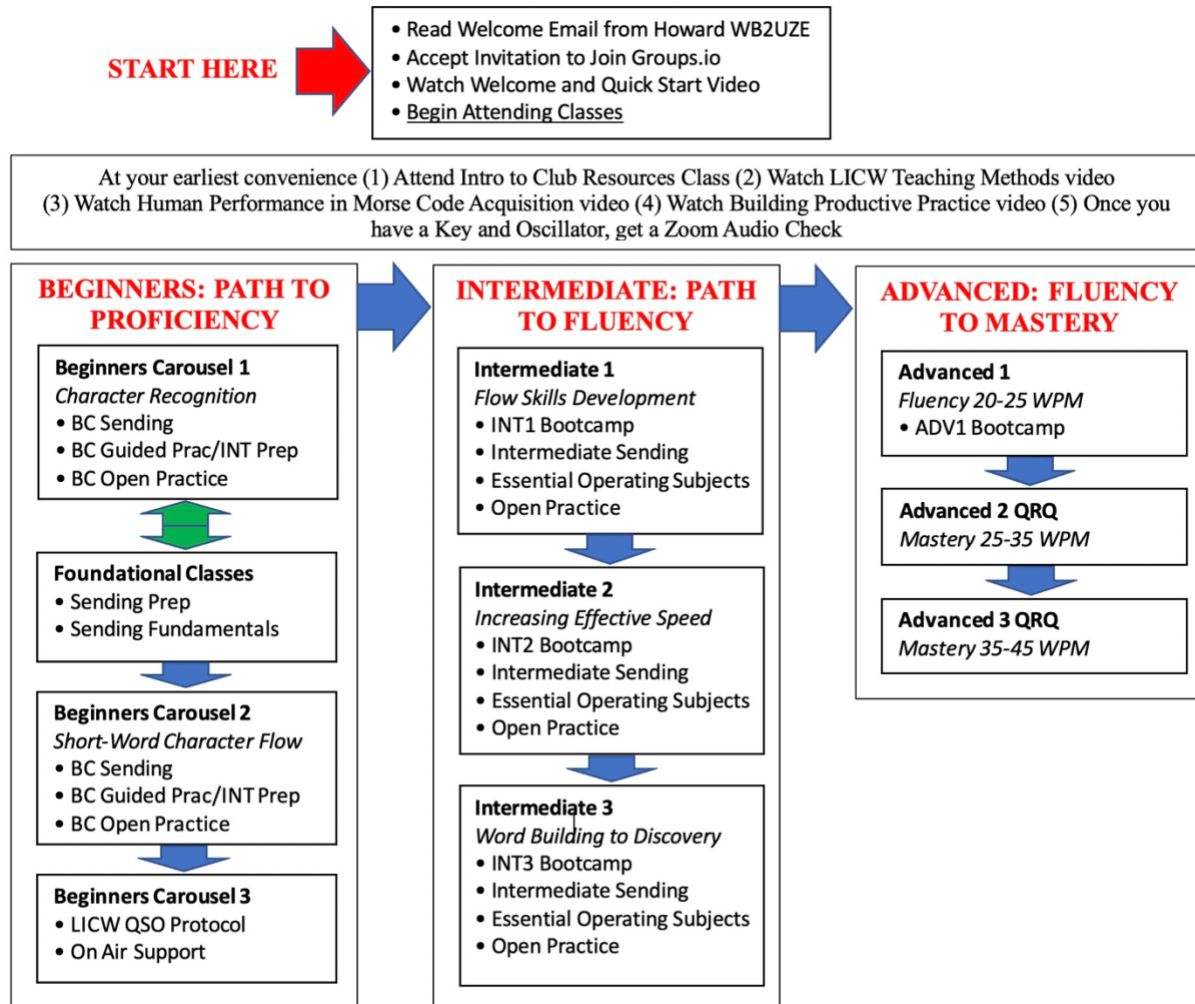 START HERE
• Read Welcome Email from Howard WB2UZE
• Accept Invitation to Join Groups.io
• Watch Welcome and Quick Start Video
• Begin Attending Classes
At your earliest convenience (1) Attend Intro to Club Resources Class (2) Watch LICW Teaching Methods video
(3) Watch Human Performance in Morse Code Acquisition video (4) Watch Building Productive Practice video (5) Once you
have a Key and Oscillator, get a Zoom Audio Check
BEGINNERS: PATH TO
PROFICIENCY
Beginners Carousel 1
Character Recognition
• BC Sending
• BC Guided Prac/INT Prep
• BC Open Practice
Foundational Classes
• Sending Prep
• Sending Fundamentals
Beginners Carousel 2
Short-Word Character Flow
• BC Sending
• BC Guided Prac/INT Prep
• BC Open Practice
Beginners Carousel 3
• LICW QSO Protocol
• On Air Support
INTERMEDIATE: PATH
TO FLUENCY
Intermediate 1
Flow Skills Development
• INT1 Bootcamp
• Intermediate Sending
• Essential Operating Subjects
• Open Practice
Intermediate 2
Increasing Effective Speed
• INT2 Bootcamp
• Intermediate Sending
• Essential Operating Subjects
• Open Practice
Intermediate 3
Word Building to Discovery
• INT3 Bootcamp
• Intermediate Sending
• Essential Operating Subjects
• Open Practice
ADVANCED: FLUENCY
TO MASTERY
Advanced 1
Fluency 20-25 WPM
• ADV1 Bootcamp
Advanced 2 QRQ
Mastery 25-35 WPM
Advanced 3 QRQ
Mastery 35-45 WPM